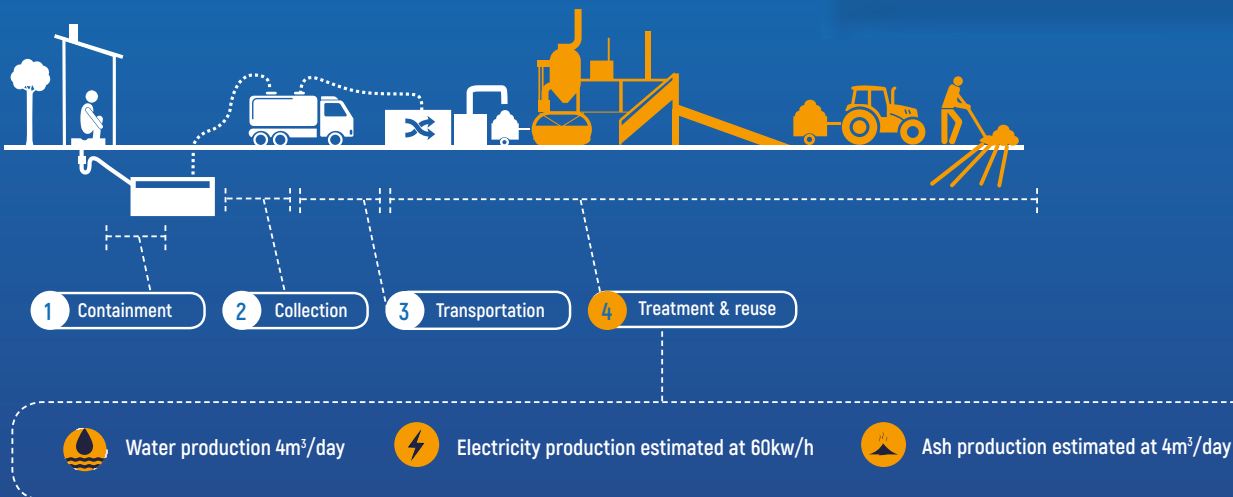 1 Containment
2 Collection
3 Transportation
4 Treatment & reuse
Water production 4m³/day
Electricity production estimated at 60kw/h
Ash production estimated at 4m³/day